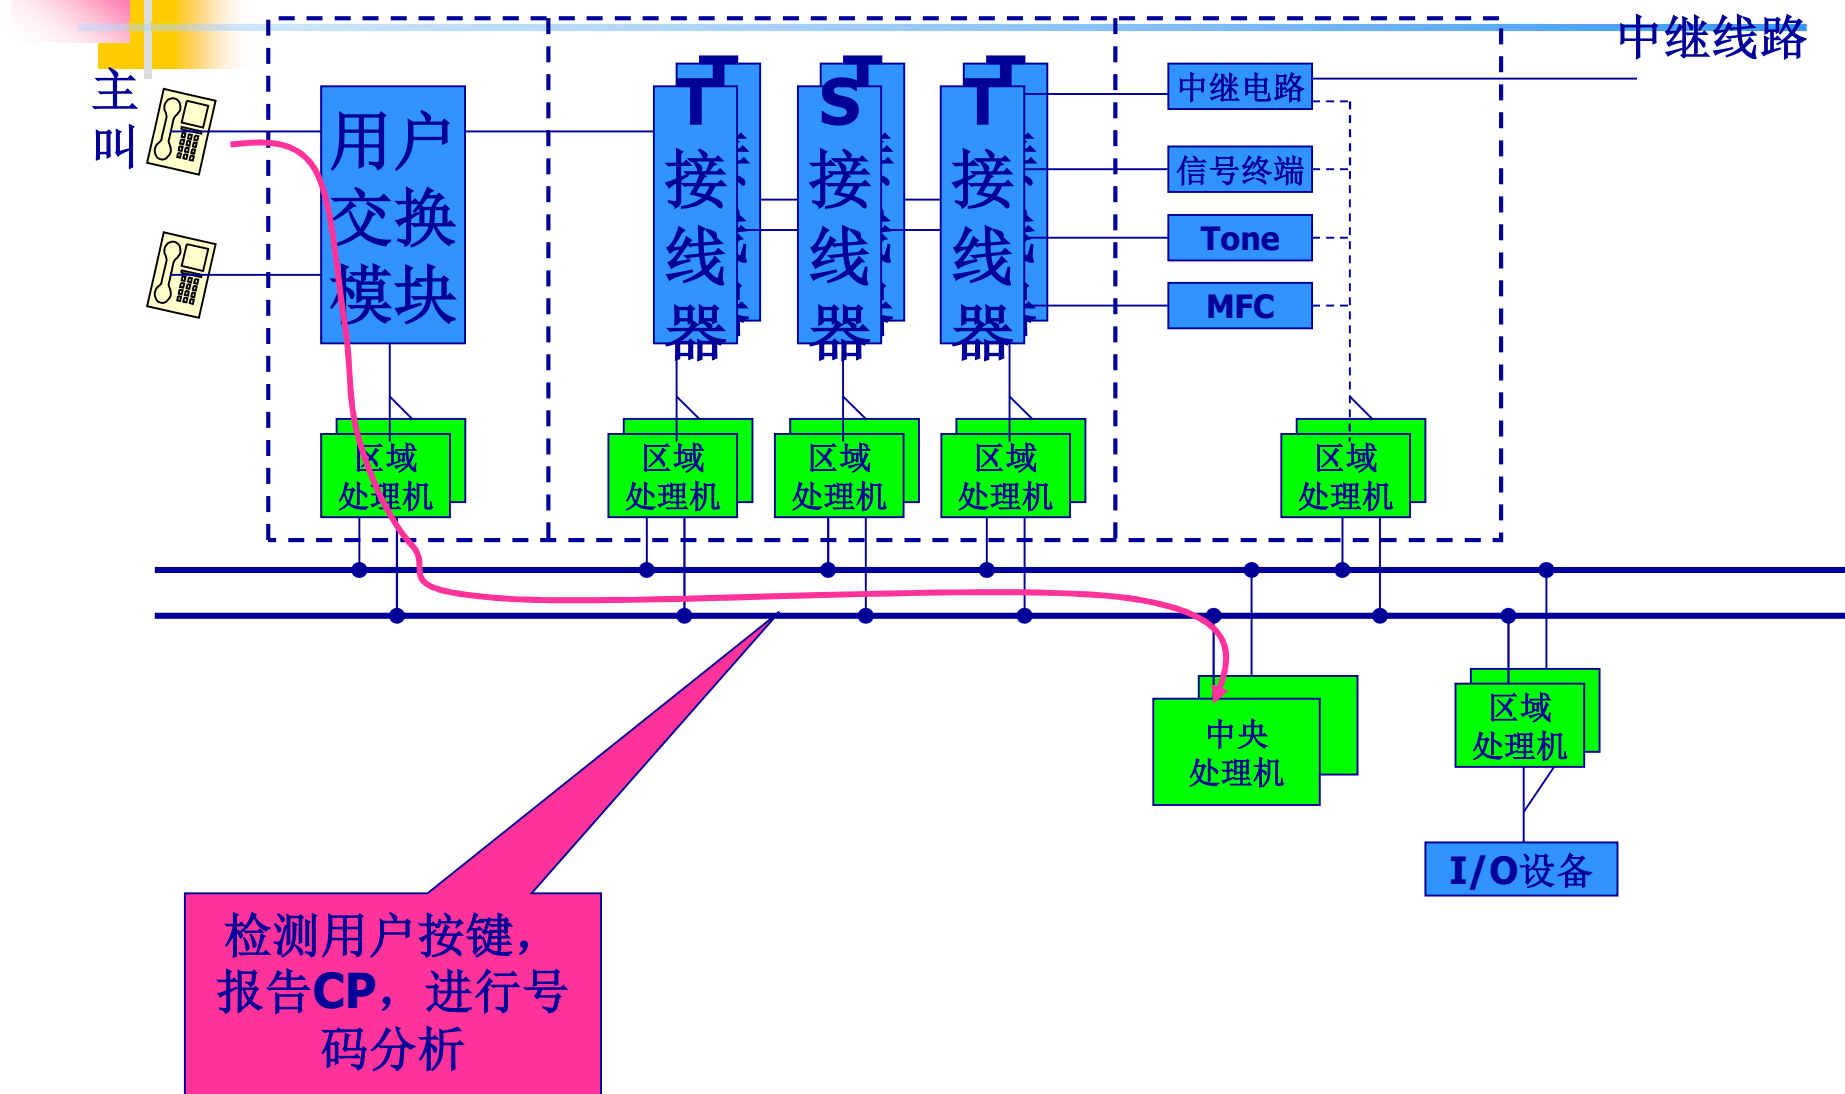 中继线路
主
叫
用户
交换
模块
T
接
线
器
S
接
线
器
T
接
线
器
T
T
T
中继电路
信号终端
Tone
MFC
区域
处理机
区域
处理机
区域
处理机
区域
处理机
区域
处理机
中央
处理机
区域
处理机
I/O设备
检测用户按键，
报告CP，进行号
码分析